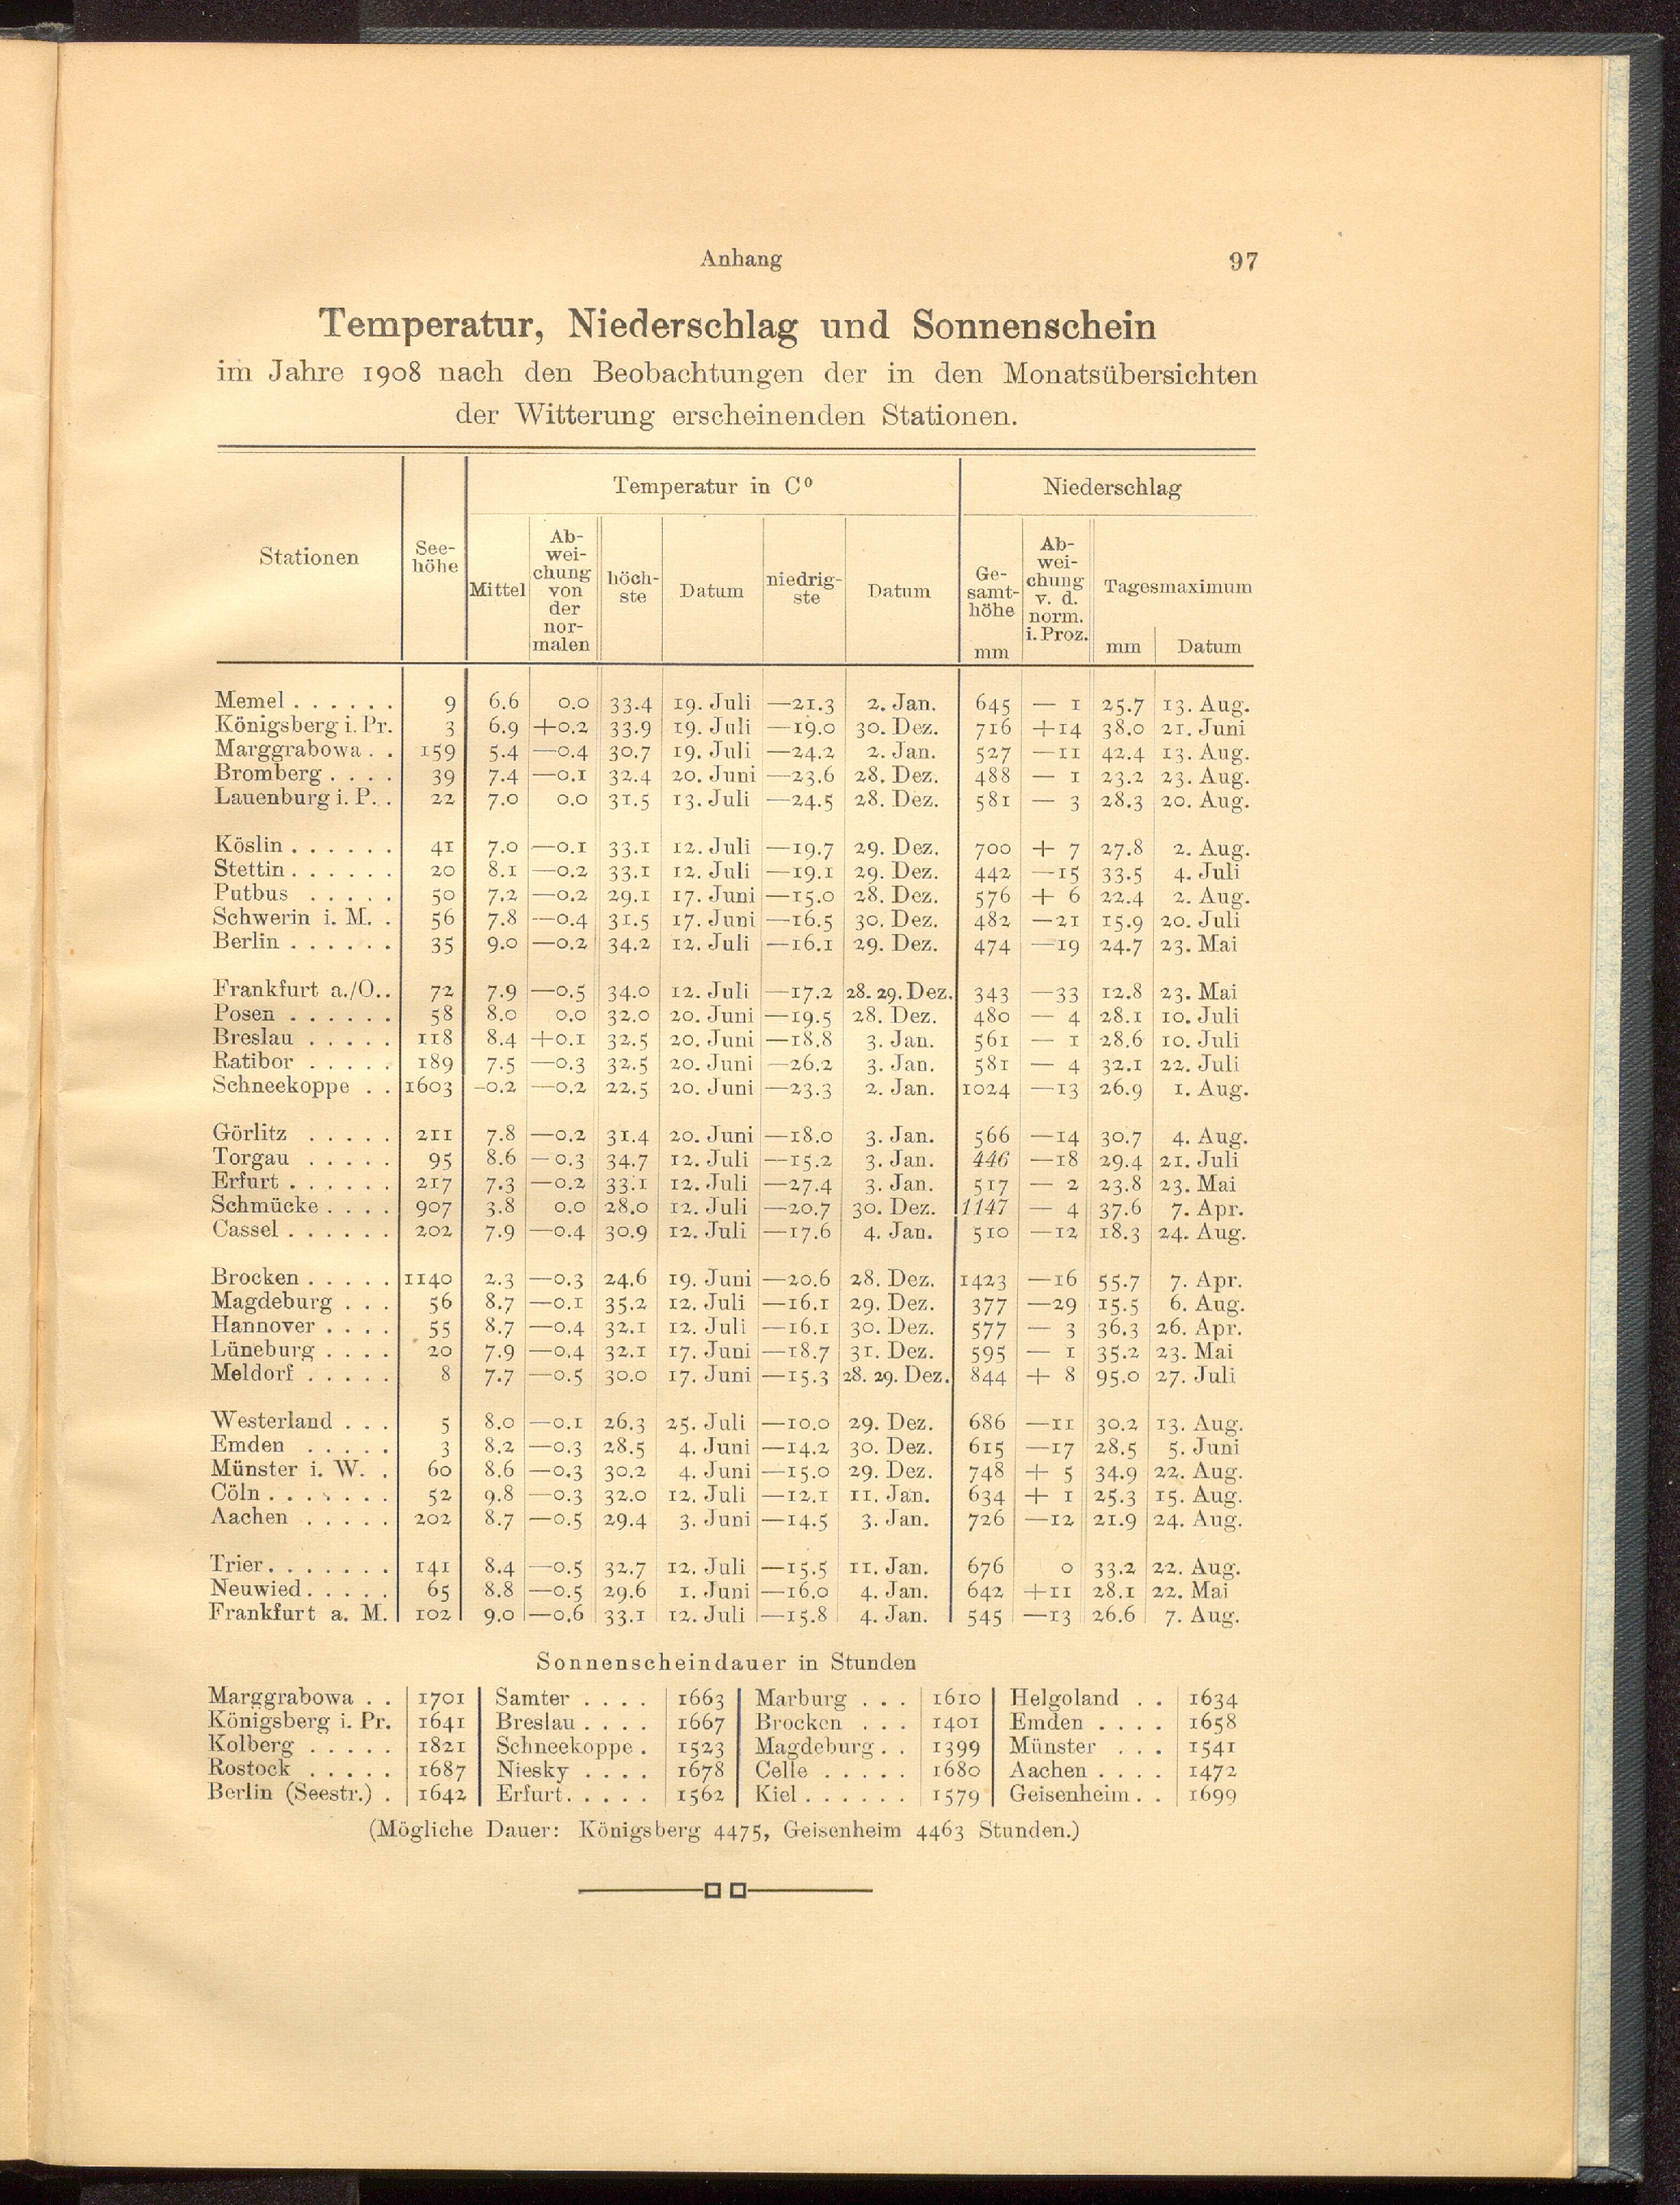 Anhang 97
Temperatur, Niederschlag und Sonnenschein
im Jahre 1908 nach den Beobachtungen der in den Monatsübersichten
der Witterung erscheinenden Stationen.
Stationen See-höhe Temperatur in C⁰ Niederschlag
Mittel Ab-wei-chung von der nor-malen höch-ste Datum niedrig-ste Datum Ge-samt-höhe mm Ab-wei-chung v. d. norm. i. Proz. Tagesmaximum mm Datum
Memel . . . . . . 9 6.6 0.0 33.4 19. Juli —21.3 2. Jan. 645 — 1 25.7 13. Aug.
Königsberg i. Pr. 3 6.9 +0.2 33.9 19. Juli —19.0 30. Dez. 716 +14 38.0 21. Juni
Marggrabowa . . 159 5.4 —0.4 30.7 19. Juli —24.2 2. Jan. 527 —11 42.4 13. Aug.
Bromberg . . . . 39 7.4 —0.1 32.4 20. Juni —23.6 28. Dez. 488 — 1 23.2 23. Aug.
Lauenburg i. P. . 22 7.0 0.0 31.5 13. Juli —24.5 28. Dez. 581 — 3 28.3 20. Aug.
Köslin . . . . . . 41 7.0 —0.1 33.1 12. Juli —19.7 29. Dez. 700 + 7 27.8 2. Aug.
Stettin . . . . . . 20 8.1 —0.2 33.1 12. Juli —19.1 29. Dez. 442 —15 33.5 4. Juli
Putbus . . . . . 50 7.2 —0.2 29.1 17. Juni —15.0 28. Dez. 576 + 6 22.4 2. Aug.
Schwerin i. M. . 56 7.8 —0.4 31.5 17. Juni —16.5 30. Dez. 482 —21 15.9 20. Juli
Berlin . . . . . . 35 9.0 —0.2 34.2 12. Juli —16.1 29. Dez. 474 —19 24.7 23. Mai
Frankfurt a./O. . 72 7.9 —0.5 34.0 12. Juli —17.2 28. 29. Dez. 343 —33 12.8 23. Mai
Posen . . . . . . 58 8.0 0.0 32.0 20. Juni —19.5 28. Dez. 480 — 4 28.1 10. Juli
Breslau . . . . . 118 8.4 +0.1 32.5 20. Juni —18.8 3. Jan. 561 — 1 28.6 10. Juli
Ratibor . . . . . 189 7.5 —0.3 32.5 20. Juni —26.2 3. Jan. 581 — 4 32.1 22. Juli
Schneekoppe . . 1603 —0.2 —0.2 22.5 20. Juni —23.3 2. Jan. 1024 —13 26.9 1. Aug.
Görlitz . . . . . 211 7.8 —0.2 31.4 20. Juni —18.0 3. Jan. 566 —14 30.7 4. Aug.
Torgau . . . . . 95 8.6 —0.3 34.7 12. Juli —15.2 3. Jan. 446 —18 29.4 21. Juli
Erfurt . . . . . . 217 7.3 —0.2 33.1 12. Juli —27.4 3. Jan. 517 — 2 23.8 23. Mai
Schmücke . . . . 907 3.8 0.0 28.0 12. Juli —20.7 30. Dez. 1147 — 4 37.6 7. Apr.
Cassel . . . . . . 202 7.9 —0.4 30.9 12. Juli —17.6 4. Jan. 510 —12 18.3 24. Aug.
Brocken . . . . . 1140 2.3 —0.3 24.6 19. Juni —20.6 28. Dez. 1423 —16 55.7 7. Apr.
Magdeburg . . . 56 8.7 —0.1 35.2 12. Juli —16.1 29. Dez. 377 —29 15.5 6. Aug.
Hannover . . . . 55 8.7 —0.4 32.1 12. Juli —16.1 30. Dez. 577 — 3 36.3 26. Apr.
Lüneburg . . . . 20 7.9 —0.4 32.1 17. Juni —18.7 31. Dez. 595 — 1 35.2 23. Mai
Meldorf . . . . . 8 7.7 —0.5 30.0 17. Juni —15.3 28. 29. Dez. 844 + 8 95.0 27. Juli
Westerland . . . 5 8.0 —0.1 26.3 25. Juli —10.0 29. Dez. 686 —11 30.2 13. Aug.
Emden . . . . . 3 8.2 —0.3 28.5 4. Juni —14.2 30. Dez. 615 —17 28.5 5. Juni
Münster i. W. . 60 8.6 —0.3 30.2 4. Juni —15.0 29. Dez. 748 + 5 34.9 22. Aug.
Cöln . . . . . . . 52 9.8 —0.3 32.0 12. Juli —12.1 11. Jan. 634 + 1 25.3 15. Aug.
Aachen . . . . . 202 8.7 —0.5 29.4 3. Juni —14.5 3. Jan. 726 —12 21.9 24. Aug.
Trier . . . . . . . 141 8.4 —0.5 32.7 12. Juli —15.5 11. Jan. 676 0 33.2 22. Aug.
Neuwied . . . . . 65 8.8 —0.5 29.6 1. Juni —16.0 4. Jan. 642 +11 28.1 22. Mai
Frankfurt a. M. 102 9.0 —0.6 33.1 12. Juli —15.8 4. Jan. 545 —13 26.6 7. Aug.
Sonnenscheindauer in Stunden
Marggrabowa . . 1701 Samter . . . . 1663 Marburg . . . 1610 Helgoland . . 1634
Königsberg i. Pr. 1641 Breslau . . . . 1667 Brocken . . . 1401 Emden . . . . 1658
Kolberg . . . . . 1821 Schneekoppe . 1523 Magdeburg . . 1399 Münster . . . 1541
Rostock . . . . . 1687 Niesky . . . . 1678 Celle . . . . . 1680 Aachen . . . . 1472
Berlin (Seestr.) . 1642 Erfurt . . . . . 1562 Kiel . . . . . . 1579 Geisenheim . . 1699
(Mögliche Dauer: Königsberg 4475, Geisenheim 4463 Stunden.)